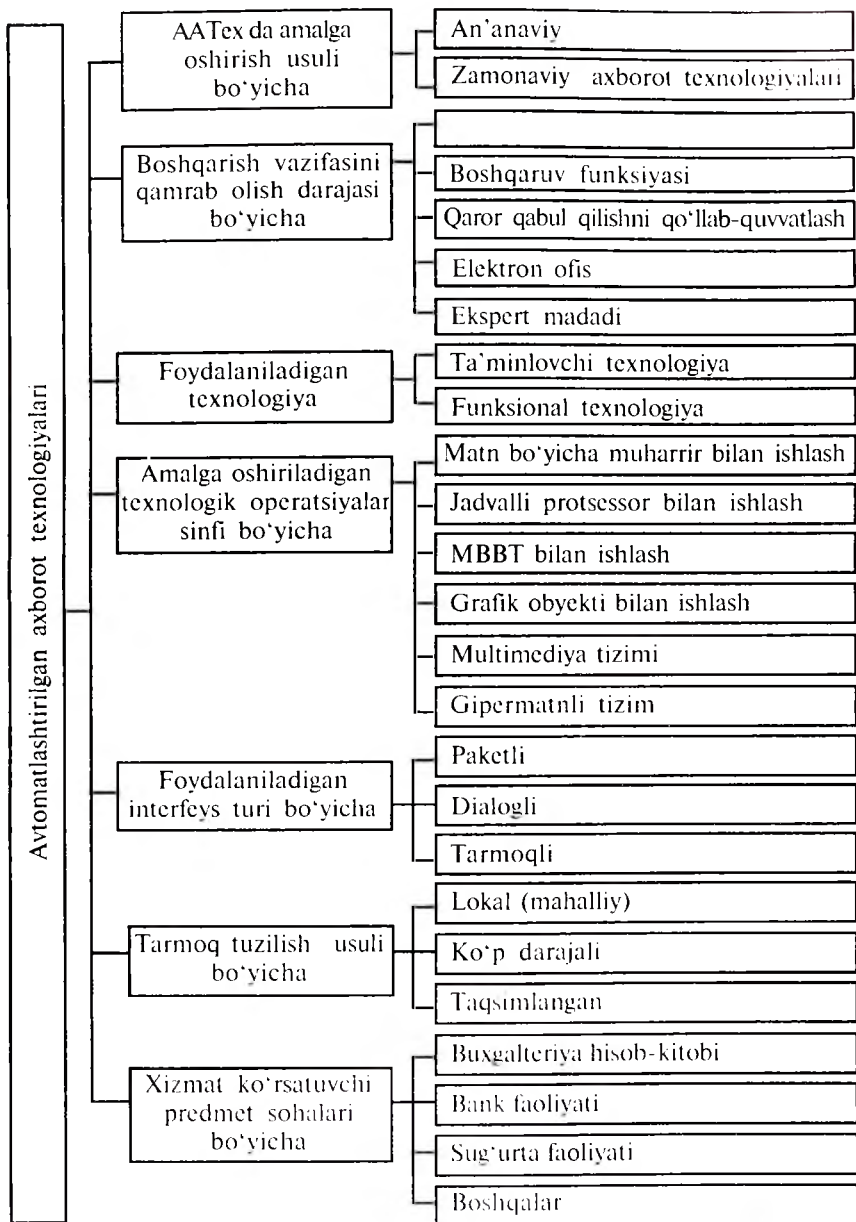 Avtomatlashtirilgan axborot texnologiyalari
AATex da amalga
oshirish usuli
bo‘yicha
An’anaviy
Zamonaviy axborot texnologiyalari
Boshqarish vazifasini
qamrab olish darajasi
bo‘yicha
Boshqaruv funksiyasi
Qaror qabul qilishni qo‘llab-quvvatlash
Elektron ofis
Ekspert madadi
Foydalaniladigan
texnologiya
Ta’minlovchi texnologiya
Funksional texnologiya
Amalga oshiriladigan
texnologik operatsiyalar
sinfi bo‘yicha
Matn bo‘yicha muharrir bilan ishlash
Jadvalli protsessor bilan ishlash
MBBT bilan ishlash
Grafik obyekti bilan ishlash
Multimediya tizimi
Gipermatnli tizim
Foydalaniladigan
interfeys turi bo‘yicha
Paketli
Dialogli
Tarmoqli
Tarmoq tuzilish usuli
bo‘yicha
Lokal (mahalliy)
Ko‘p darajali
Taqsimlangan
Xizmat ko‘rsatuvchi
predmet sohalari
bo‘yicha
Buxgalteriya hisob-kitobi
Bank faoliyati
Sug‘urta faoliyati
Boshqalar